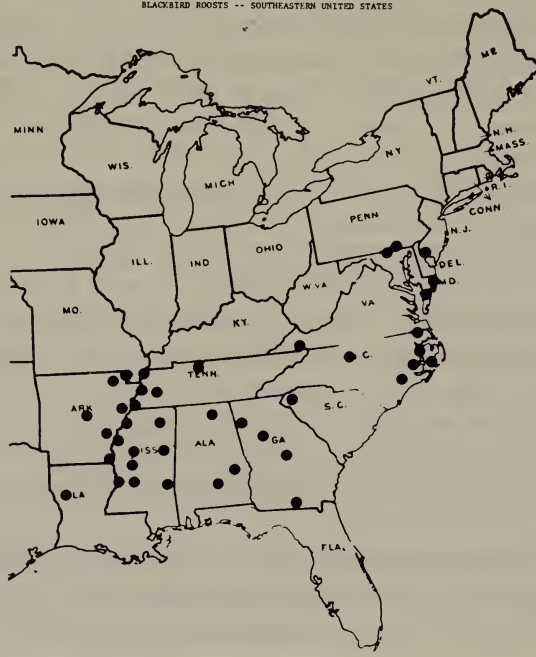 BLACKBIRD ROOSTS -- SOUTHEASTERN UNITED STATES
ME
VT.
MINN
N.H.
MASS.
WIS.
NY
MICH
R.I.
CONN.
PENN
IOWA
N.J.
OHIO
ILL.
IND
DEL.
MD.
W.VA
VA
MO.
KY.
C.
TENN.
ARK
S.C.
ISS
ALA
GA
LA
FLA.